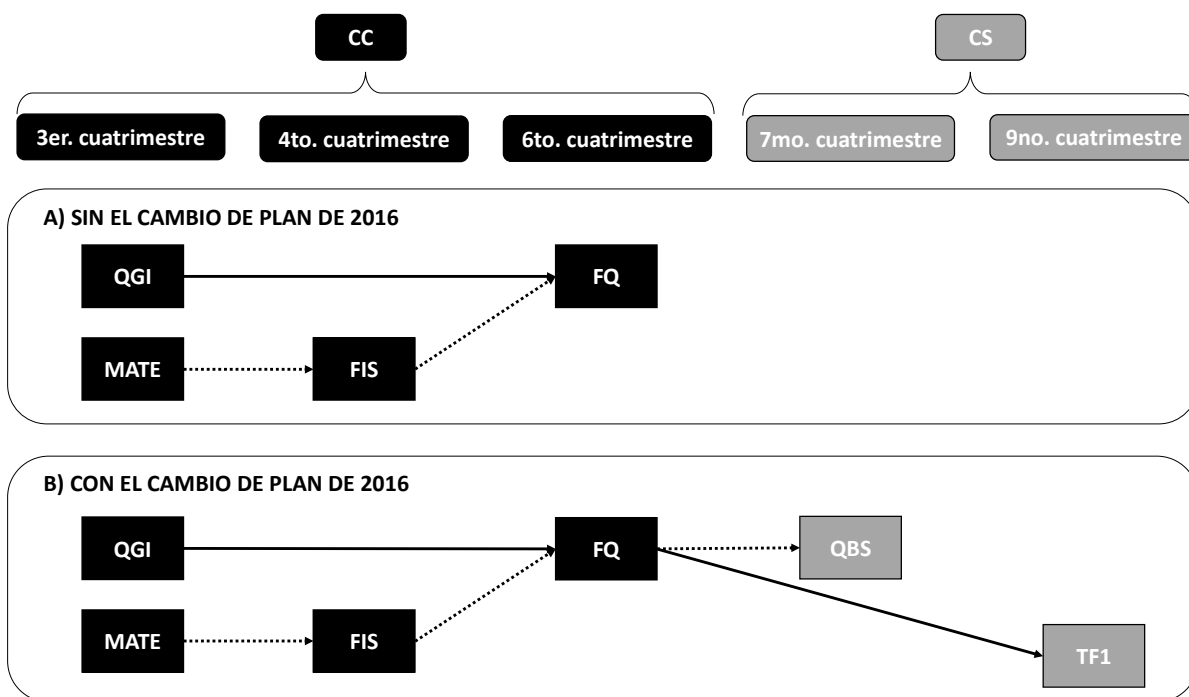 CC
CS
3er. cuatrimestre
4to. cuatrimestre
6to. cuatrimestre
7mo. cuatrimestre
9no. cuatrimestre
A) SIN EL CAMBIO DE PLAN DE 2016
QGI
FQ
MATE
FIS
B) CON EL CAMBIO DE PLAN DE 2016
QGI
FQ
QBS
MATE
FIS
TF1